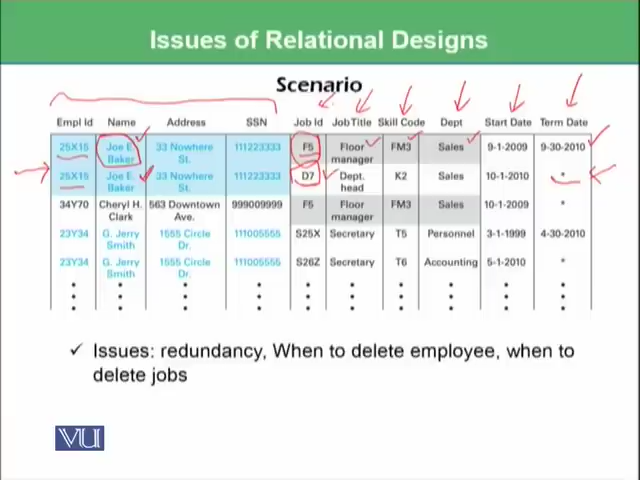 Issues of Relational Designs
Scenario
Empl Id Name Address SSN Job Id Job Title Skill Code Dept Start Date Term Date
25X15 Joe E. Baker 33 Nowhere St. 111223333 F5 Floor manager FM3 Sales 9-1-2009 9-30-2010
25X15 Joe E. Baker 33 Nowhere St. 111223333 D7 Dept. head K2 Sales 10-1-2010 *
34Y70 Cheryl H. Clark 563 Downtown Ave. 999009999 F5 Floor manager FM3 Sales 10-1-2009 *
23Y34 G. Jerry Smith 1555 Circle Dr. 111005555 S25X Secretary T5 Personnel 3-1-1999 4-30-2010
23Y34 G. Jerry Smith 1555 Circle Dr. 111005555 S26Z Secretary T6 Accounting 5-1-2010 *
✓ Issues: redundancy, When to delete employee, when to
delete jobs
VU